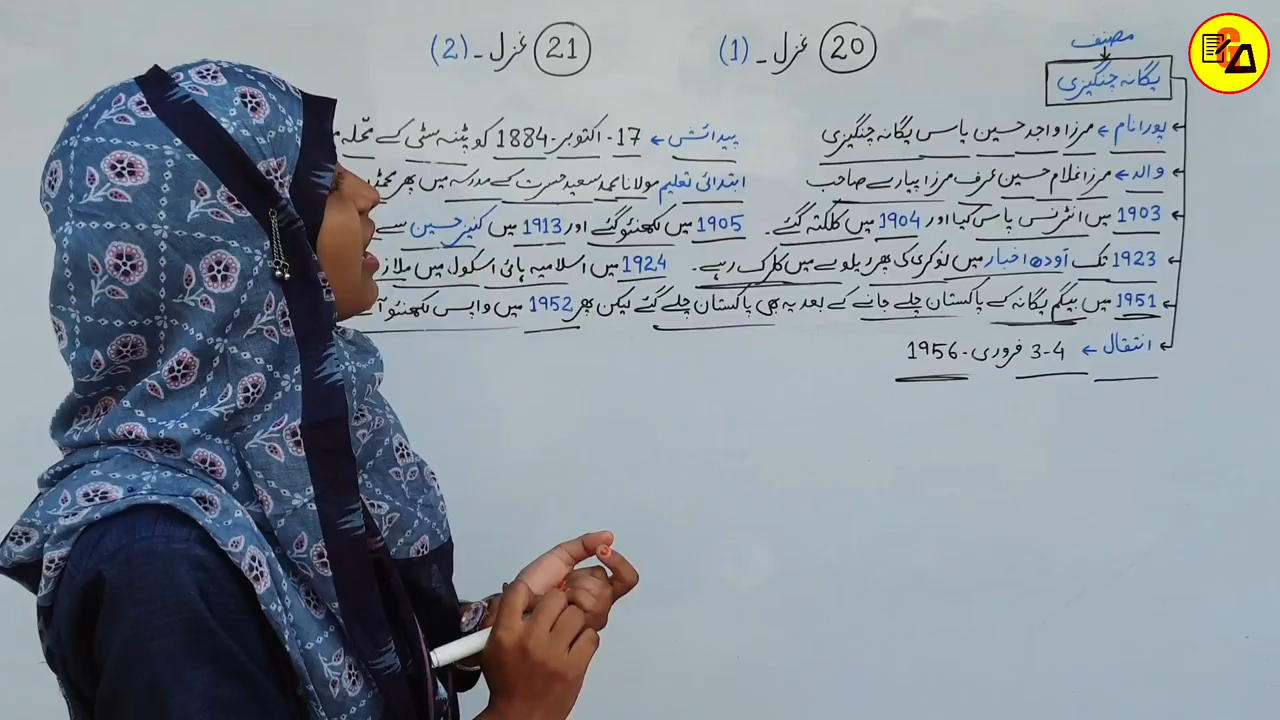 20 غزل ۔ (1)
21 غزل ۔ (2)
مصنف
یگانہ چنگیزی
پورا نام ← مرزا واجد حسین یاس یگانہ چنگیزی
پیدائش ← 17 - اکتوبر - 1884 کو پٹنہ سٹی کے محلہ
والد ← مرزا غلام حسین عرف مرزا پیارے صاحب
ابتدائی تعلیم مولانا محمد سعید حسرت کے مدرسہ میں پھر
1903 میں انٹرنس پاس کیا اور 1904 میں کلکتہ گئے۔
1905 میں لکھنئو گئے اور 1913 میں کنیز حسین سے
1923 تک آودھ اخبار میں نوکری کی پھر ریلوے میں کلرک رہے۔
1924 میں اسلامیہ ہائی اسکول میں
1951 میں بیگم یگانہ کے پاکستان چلے جانے کے بعد یہ بھی پاکستان چلے گئے لیکن پھر 1952 میں واپس لکھنئو
انتقال ← 4-3 فروری - 1956